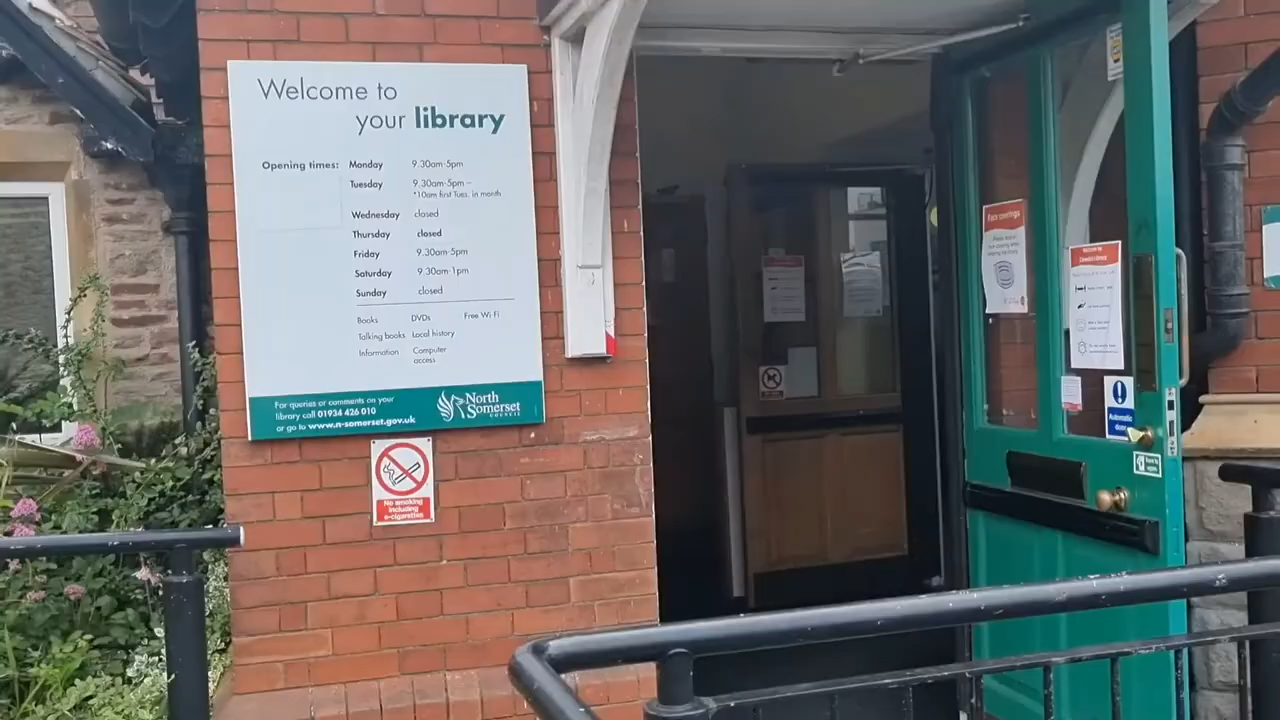 Welcome to
your library
Opening times:
Monday 9.30am-5pm
Tuesday 9.30am-5pm –
*10am first Tues. in month
Wednesday closed
Thursday closed
Friday 9.30am-5pm
Saturday 9.30am-1pm
Sunday closed
Books DVDs Free Wi-Fi
Talking books Local history
Information Computer
access
For queries or comments on your
library call 01934 426 010
or go to www.n-somerset.gov.uk
North
Somerset
COUNCIL
No smoking
including
e-cigarettes
Face coverings
Automatic
door